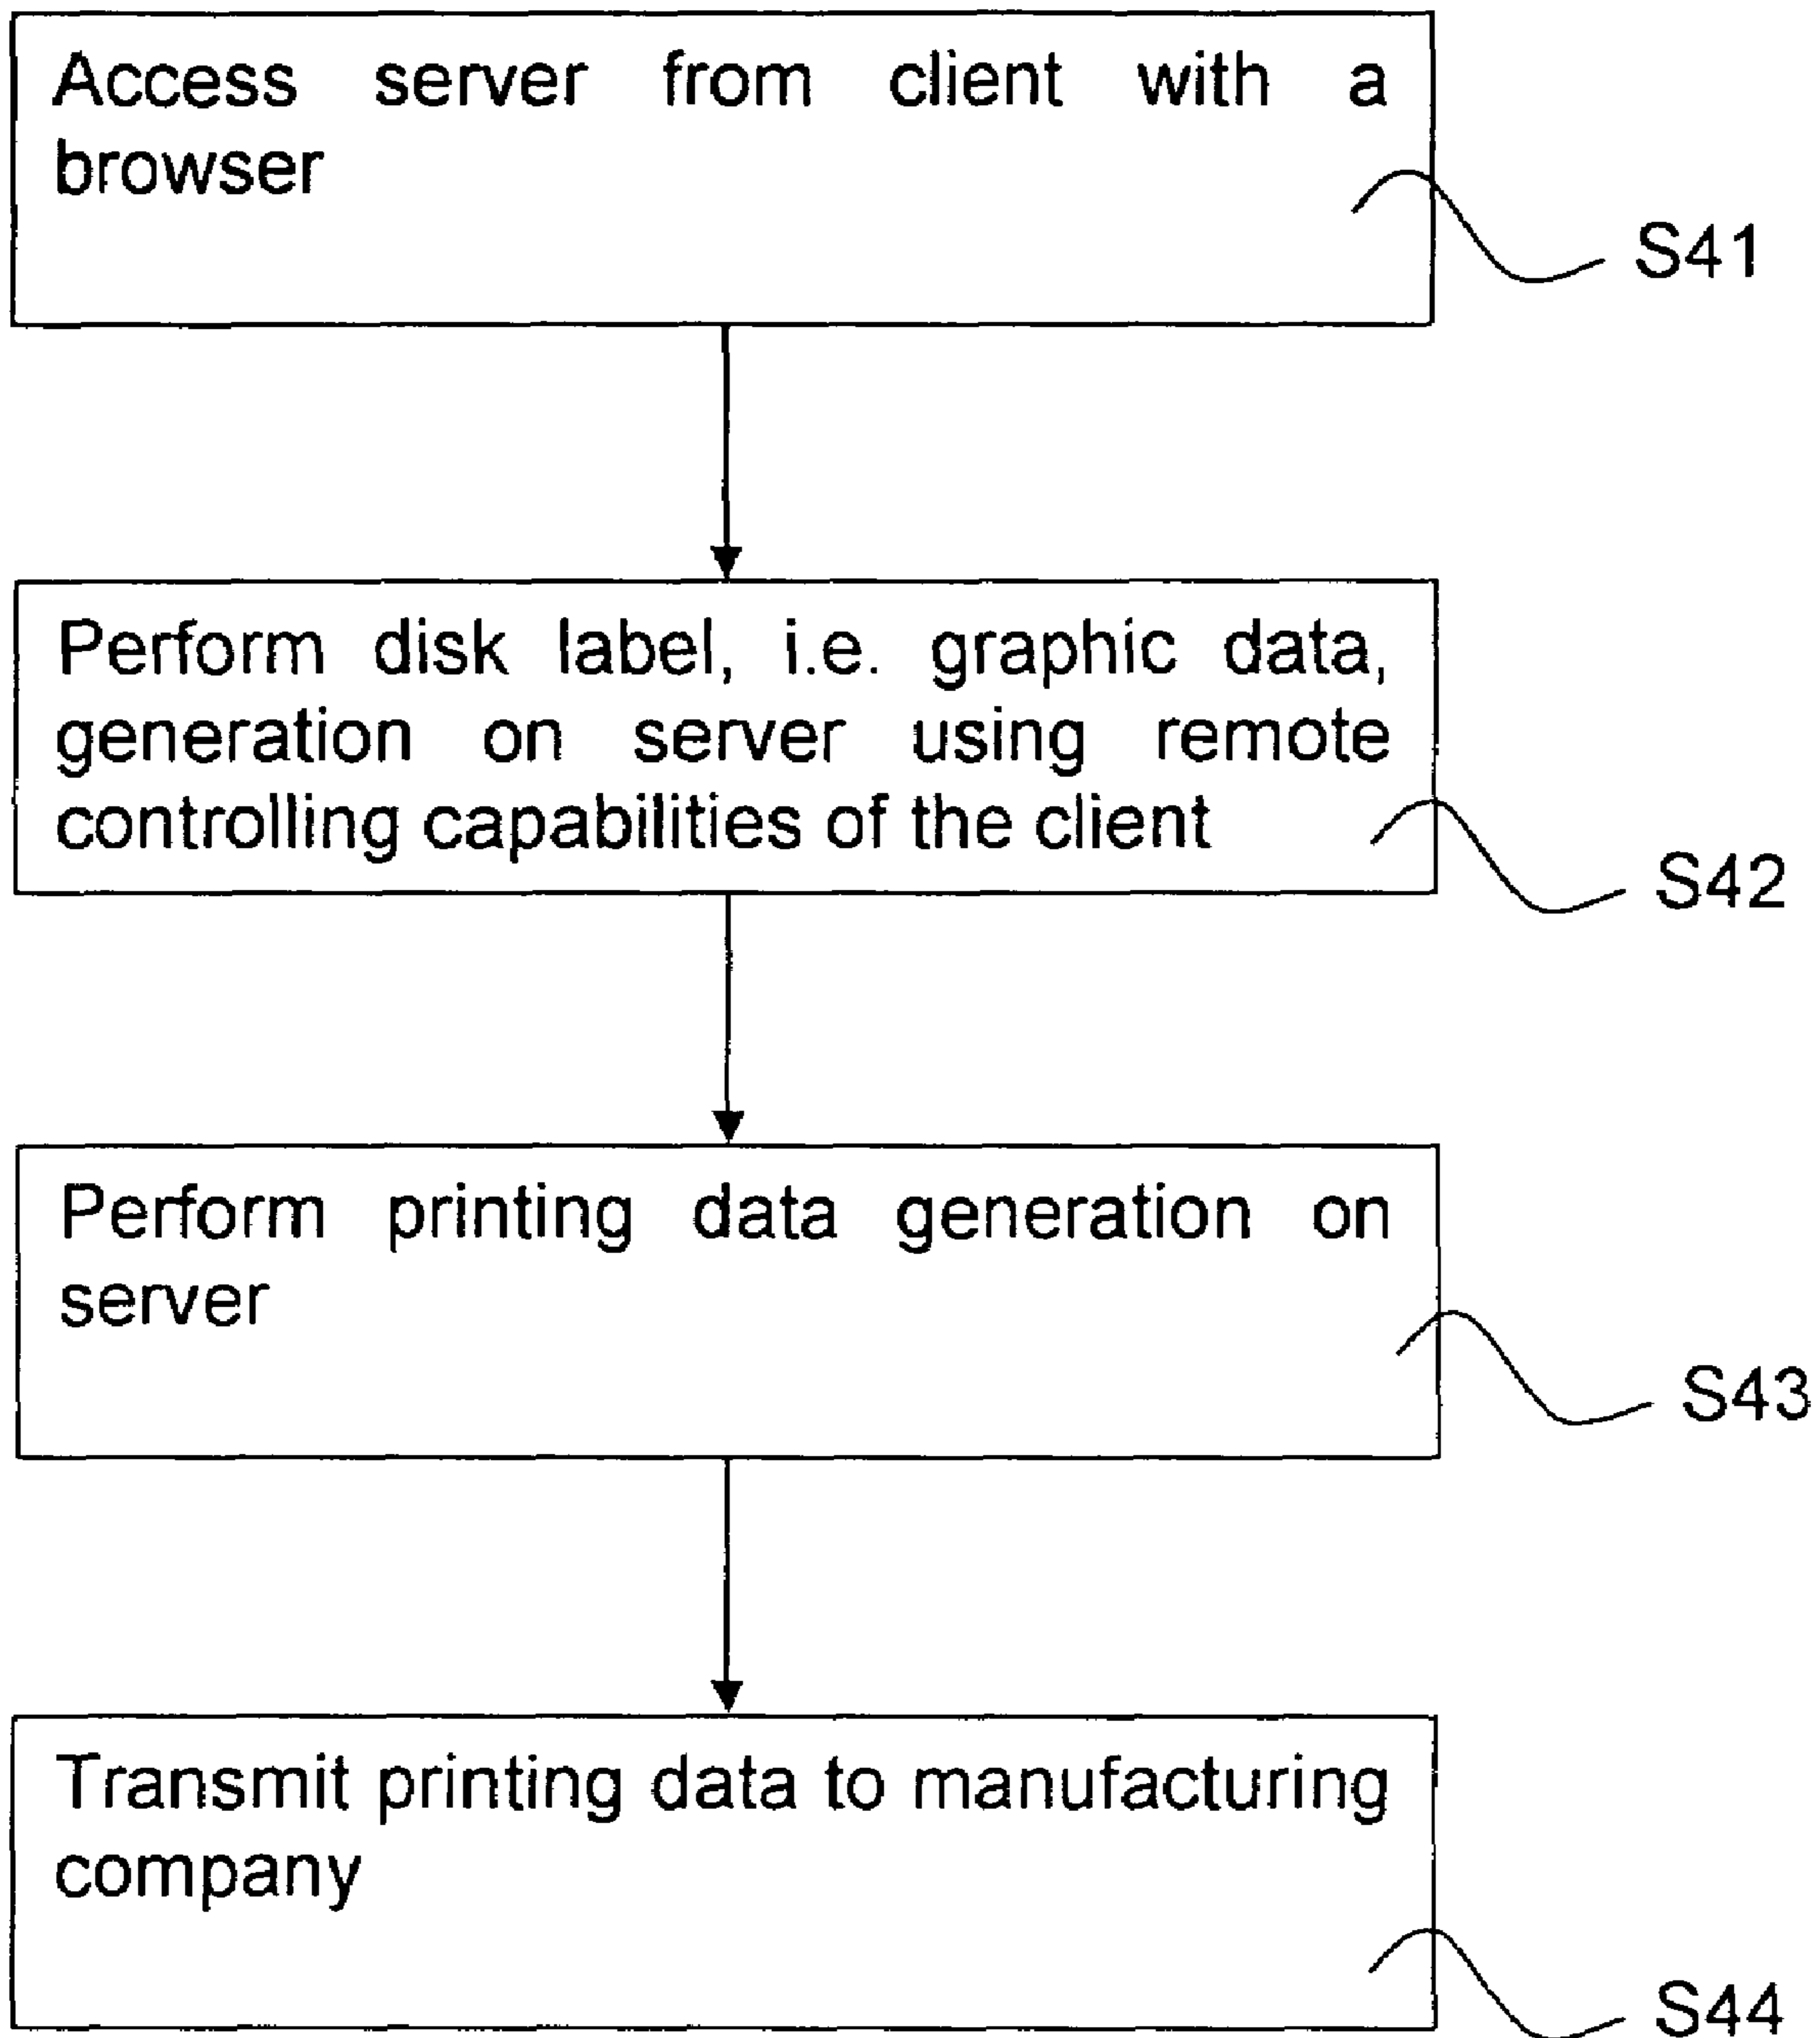 Access server from client with a
browser
S41
Perform disk label, i.e. graphic data,
generation on server using remote
controlling capabilities of the client
S42
Perform printing data generation on
server
S43
Transmit printing data to manufacturing
company
S44